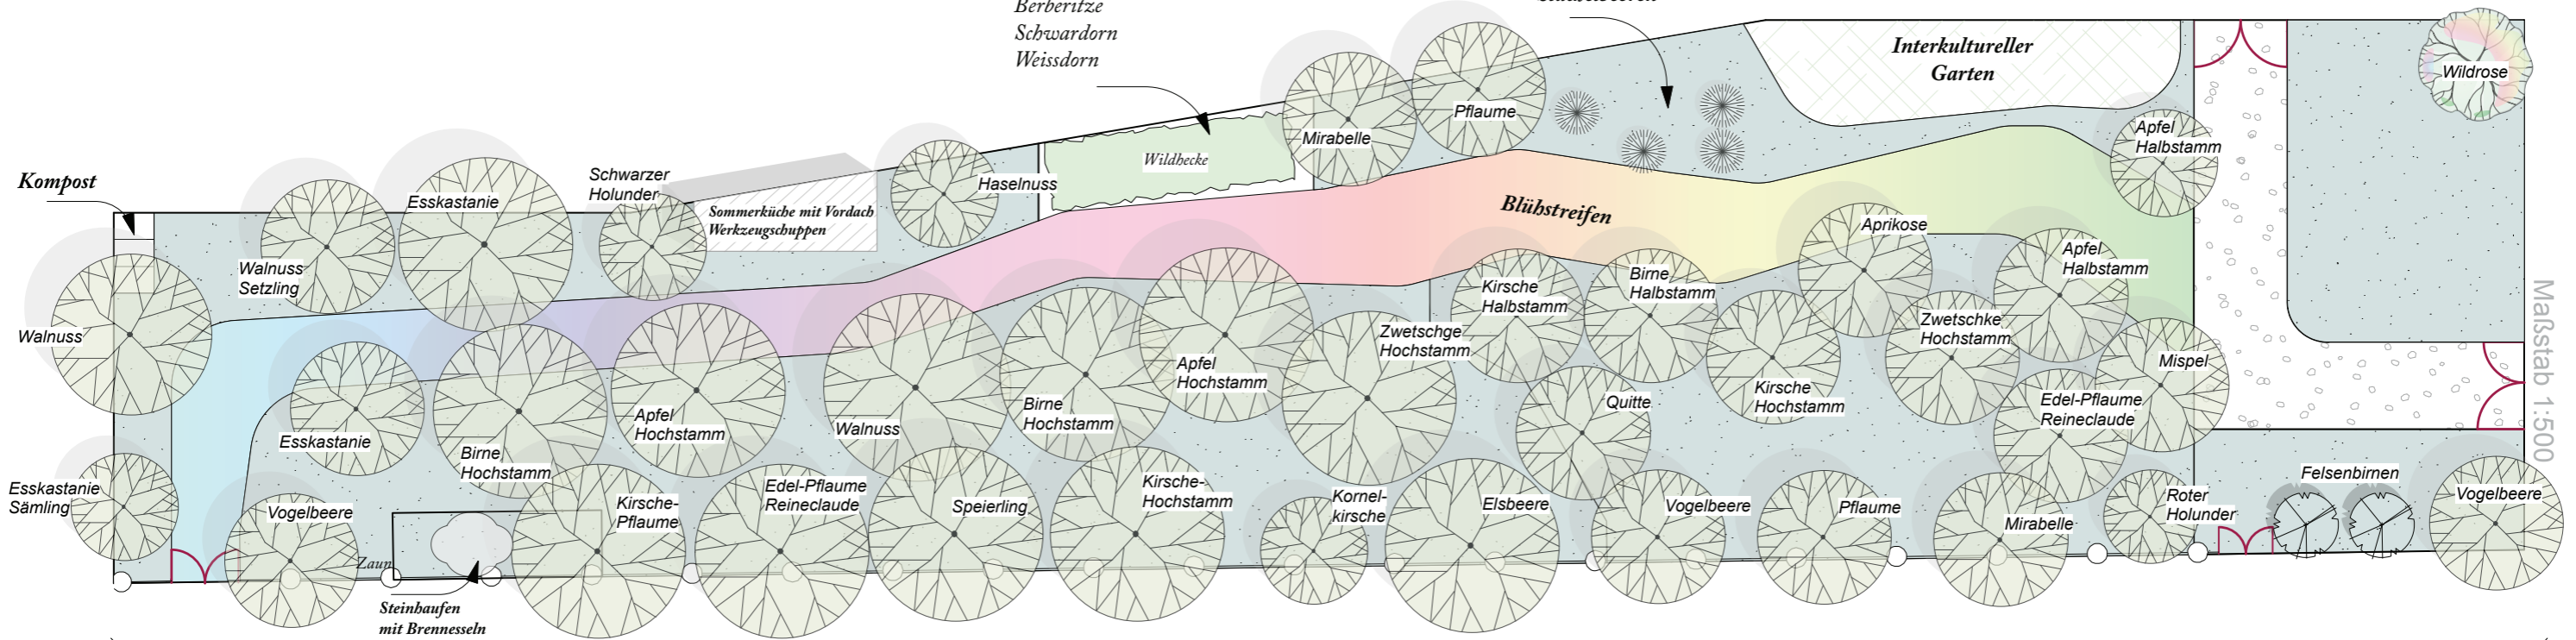 Berberitze
Schwardorn
Weissdorn
Interkultureller
Garten
Wildrose
Pflaume
Mirabelle
Apfel
Halbstamm
Wildhecke
Kompost
Schwarzer
Holunder
Haselnuss
Esskastanie
Sommerküche mit Vordach
Werkzeugschuppen
Blühstreifen
Aprikose
Walnuss
Setzling
Kirsche
Halbstamm
Birne
Halbstamm
Apfel
Halbstamm
Walnuss
Zwetschge
Hochstamm
Zwetschke
Hochstamm
Mispel
Maßstab 1:500
Apfel
Hochstamm
Kirsche
Hochstamm
Quitte
Edel-Pflaume
Reineclaude
Birne
Hochstamm
Apfel
Hochstamm
Walnuss
Esskastanie
Birne
Hochstamm
Esskastanie
Sämling
Vogelbeere
Kirsche-
Pflaume
Edel-Pflaume
Reineclaude
Speierling
Kirsche-
Hochstamm
Kornel-
kirsche
Elsbeere
Vogelbeere
Pflaume
Mirabelle
Roter
Holunder
Felsenbirnen
Vogelbeere
Zaun
Steinhaufen
mit Brennesseln